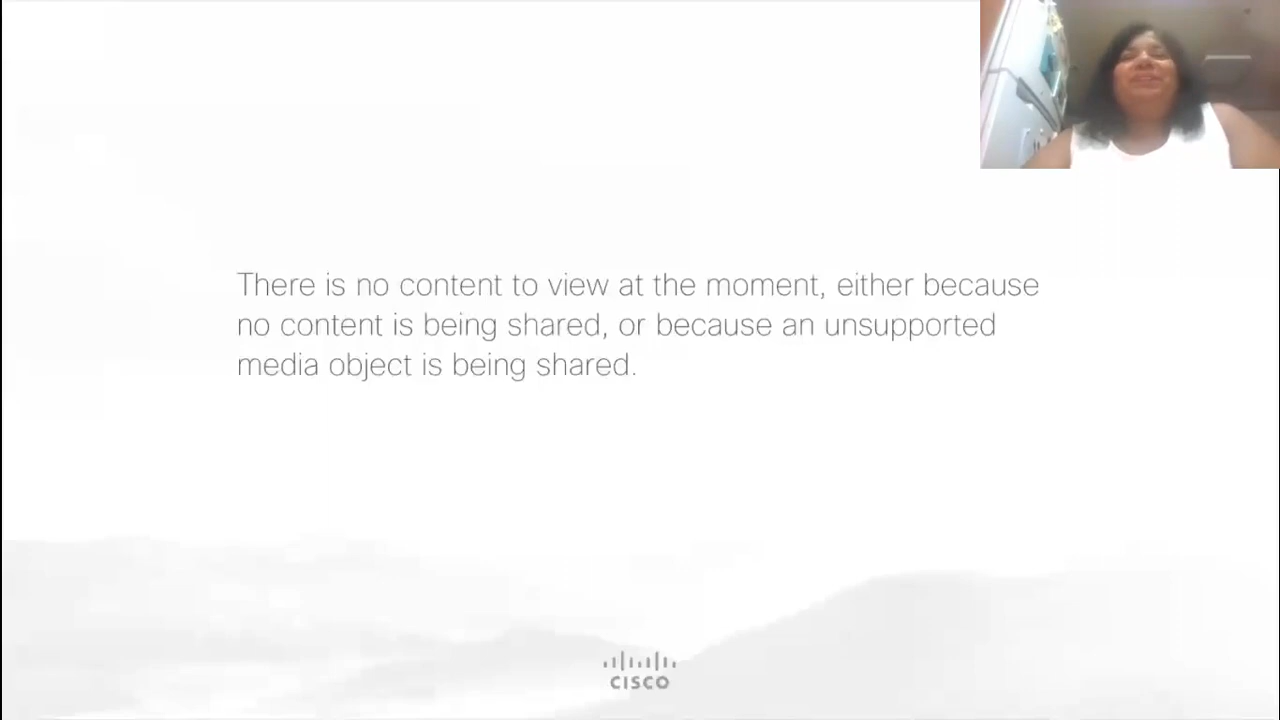 There is no content to view at the moment, either because
no content is being shared, or because an unsupported
media object is being shared.
CISCO